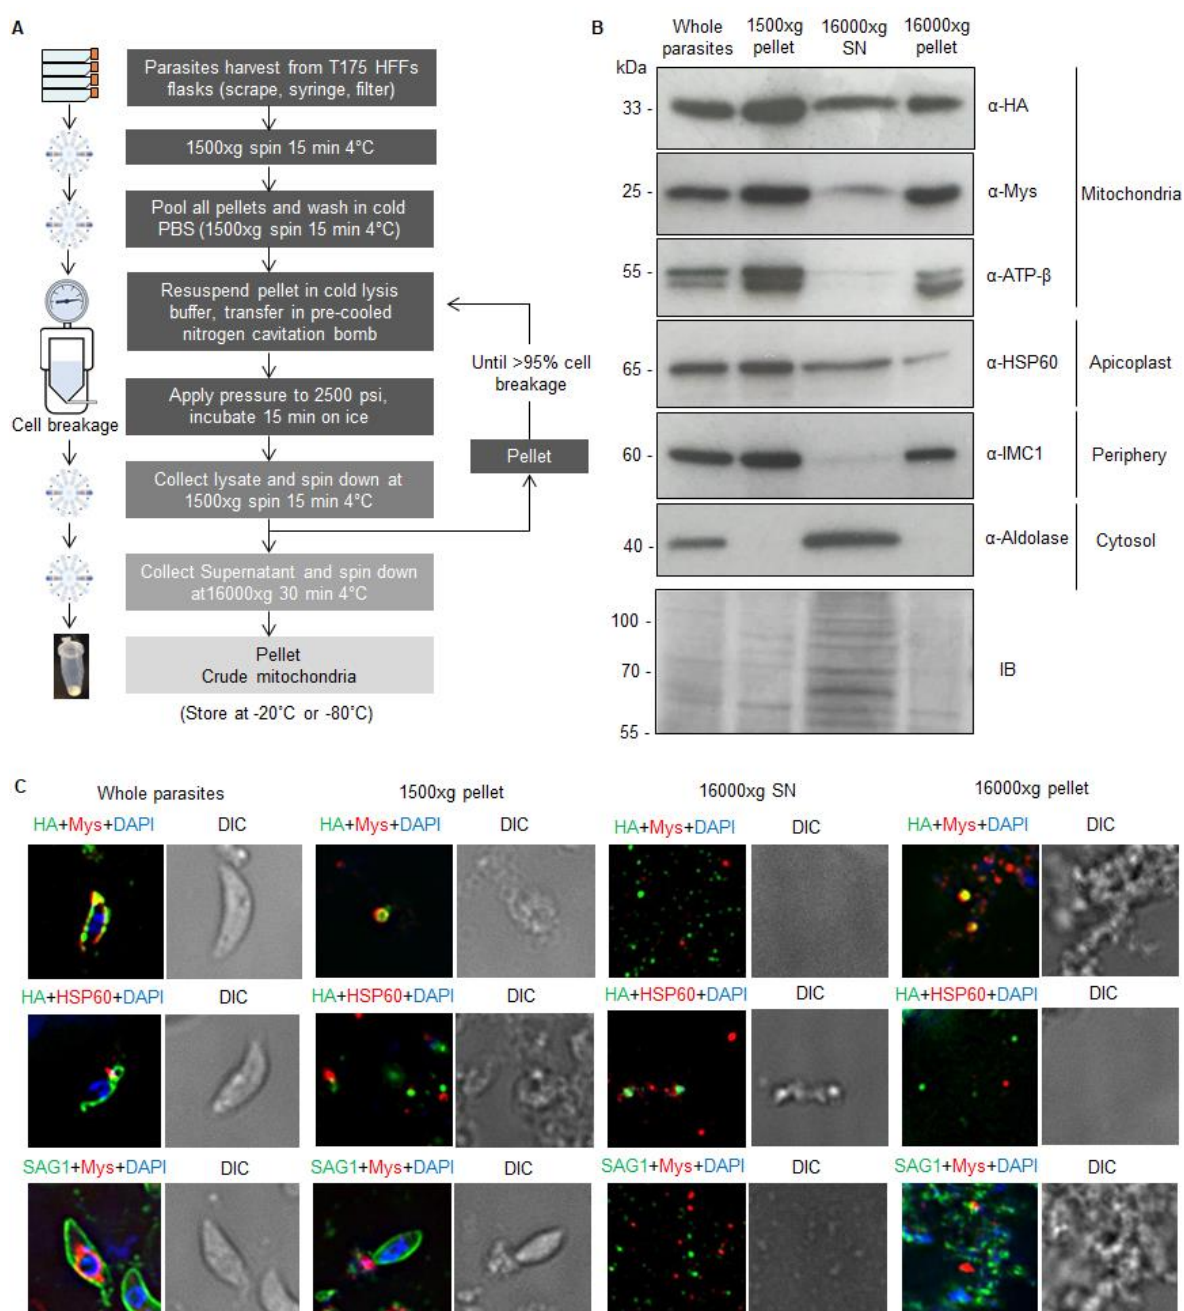 A
Parasites harvest from T175 HFFs
flasks (scrape, syringe, filter)
1500xg spin 15 min 4°C
Pool all pellets and wash in cold
PBS (1500xg spin 15 min 4°C)
Resuspend pellet in cold lysis
buffer, transfer in pre-cooled
nitrogen cavitation bomb
Until >95% cell
breakage
Apply pressure to 2500 psi,
incubate 15 min on ice
Cell breakage
Pellet
Collect lysate and spin down at
1500xg spin 15 min 4°C
Collect Supernatant and spin down
at16000xg 30 min 4°C
Pellet
Crude mitochondria
(Store at -20°C or -80°C)
B
Whole
parasites
1500xg
pellet
16000xg
SN
16000xg
pellet
kDa
33 -
α-HA
25 -
α-Mys
Mitochondria
55 -
α-ATP-β
65 -
α-HSP60
Apicoplast
60 -
α-IMC1
Periphery
40 -
α-Aldolase
Cytosol
100 -
70 -
IB
55 -
C
Whole parasites
1500xg pellet
16000xg SN
16000xg pellet
HA+Mys+DAPI DIC HA+Mys+DAPI DIC HA+Mys+DAPI DIC HA+Mys+DAPI DIC
HA+HSP60+DAPI DIC HA+HSP60+DAPI DIC HA+HSP60+DAPI DIC HA+HSP60+DAPI DIC
SAG1+Mys+DAPI DIC SAG1+Mys+DAPI DIC SAG1+Mys+DAPI DIC SAG1+Mys+DAPI DIC